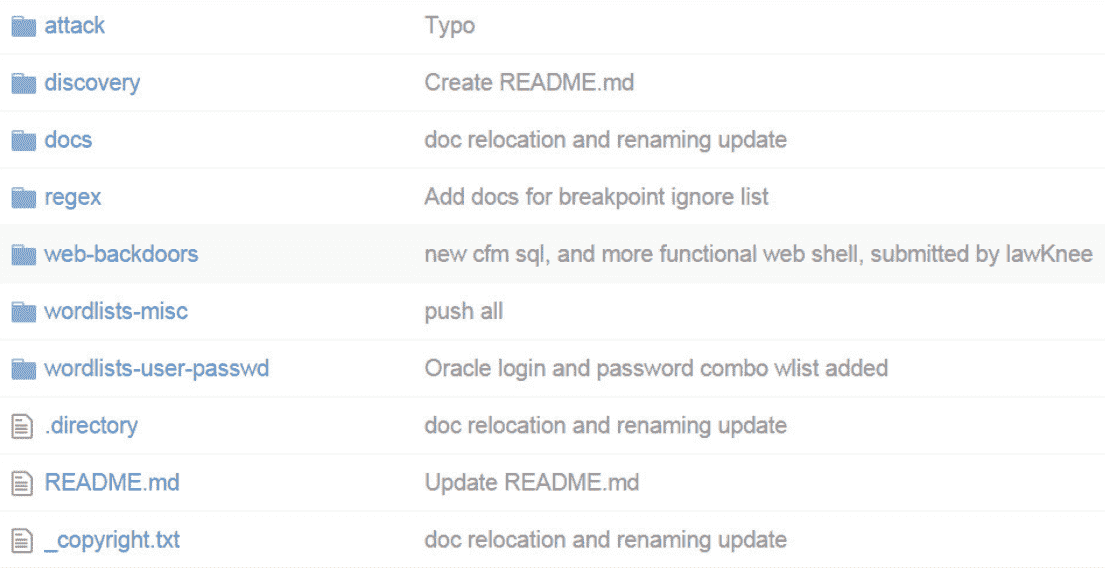 attack Typo
discovery Create README.md
docs doc relocation and renaming update
regex Add docs for breakpoint ignore list
web-backdoors new cfm sql, and more functional web shell, submitted by lawKnee
wordlists-misc push all
wordlists-user-passwd Oracle login and password combo wlist added
.directory doc relocation and renaming update
README.md Update README.md
_copyright.txt doc relocation and renaming update